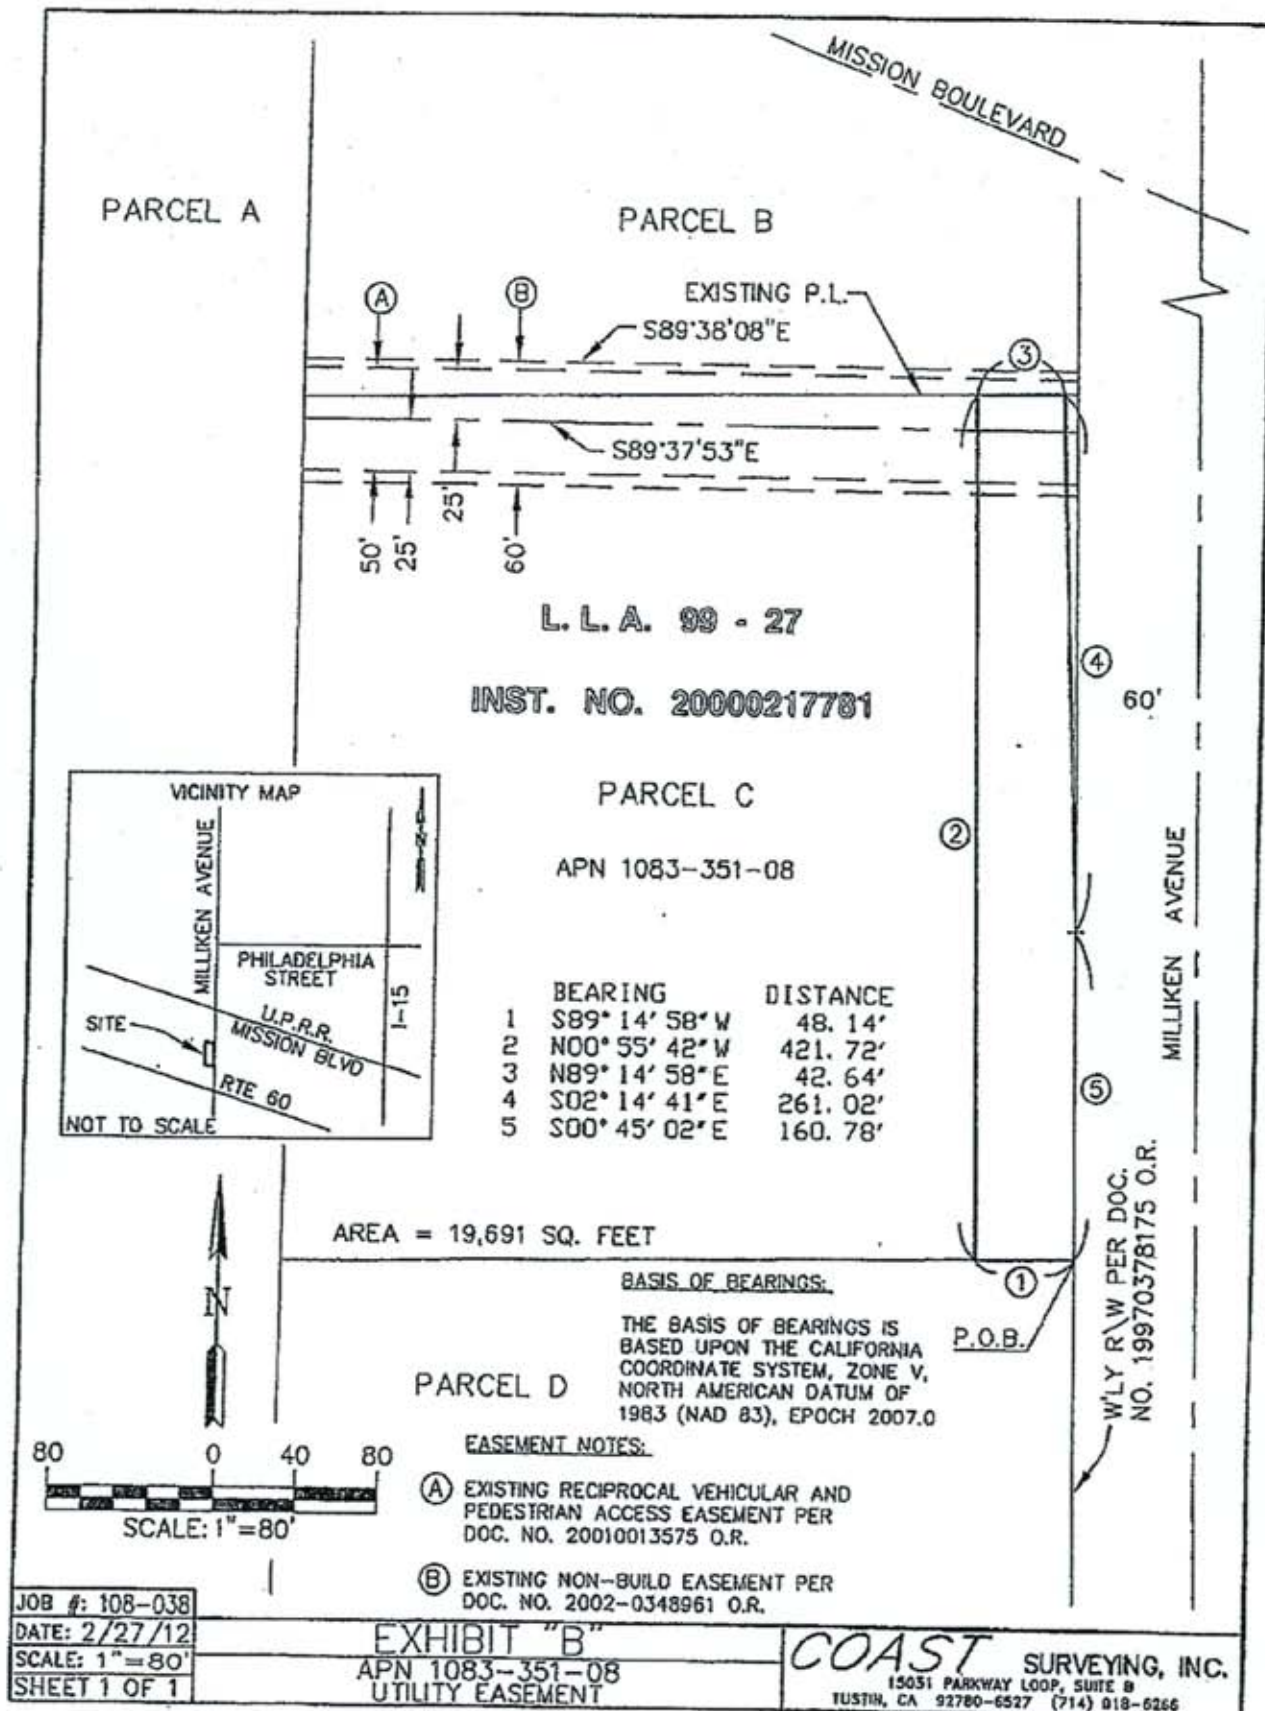 MISSION BOULEVARD
PARCEL A
PARCEL B
A
B
EXISTING P.L.
S89°38'08"E
3
S89°37'53"E
50'
25'
25'
60'
L. L. A. 99 - 27
INST. NO. 20000217781
4
60'
PARCEL C
APN 1083-351-08
2
MILLIKEN AVENUE
5
VICINITY MAP
MILLIKEN AVENUE
PHILADELPHIA
STREET
U.P.R.R.
MISSION BLVD
I-15
SITE
RTE 60
NOT TO SCALE
BEARING DISTANCE
1 S89° 14' 58" W 48. 14'
2 N00° 55' 42" W 421. 72'
3 N89° 14' 58" E 42. 64'
4 S02° 14' 41" E 261. 02'
5 S00° 45' 02" E 160. 78'
AREA = 19,691 SQ. FEET
N
1
P.O.B.
W'LY R\W PER DOC.
NO. 19970378175 O.R.
BASIS OF BEARINGS:
THE BASIS OF BEARINGS IS
BASED UPON THE CALIFORNIA
COORDINATE SYSTEM, ZONE V,
NORTH AMERICAN DATUM OF
1983 (NAD 83), EPOCH 2007.0
PARCEL D
EASEMENT NOTES:
A EXISTING RECIPROCAL VEHICULAR AND
PEDESTRIAN ACCESS EASEMENT PER
DOC. NO. 20010013575 O.R.
B EXISTING NON-BUILD EASEMENT PER
DOC. NO. 2002-0348961 O.R.
80 0 40 80
SCALE: 1"=80'
JOB #: 108-038
DATE: 2/27/12
SCALE: 1"=80'
SHEET 1 OF 1
EXHIBIT "B"
APN 1083-351-08
UTILITY EASEMENT
COAST SURVEYING, INC.
15031 PARKWAY LOOP, SUITE B
TUSTIN, CA 92780-6527 (714) 918-6266